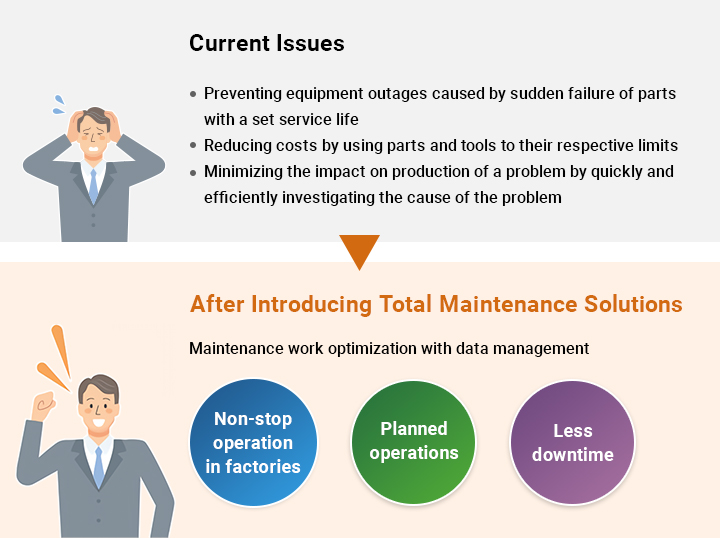 Current Issues
Preventing equipment outages caused by sudden failure of parts
with a set service life
Reducing costs by using parts and tools to their respective limits
Minimizing the impact on production of a problem by quickly and
efficiently investigating the cause of the problem
After Introducing Total Maintenance Solutions
Maintenance work optimization with data management
Non-stop
operation
in factories
Planned
operations
Less
downtime